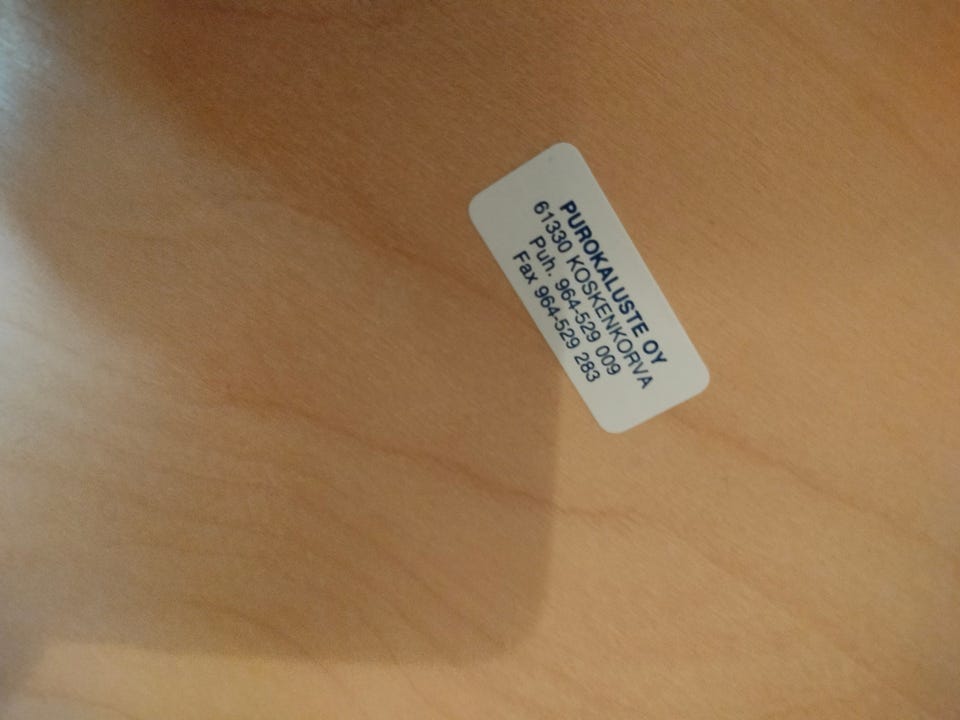 PUROKALUSTE OY
61330 KOSKENKORVA
Puh. 964-529 009
Fax 964-529 283